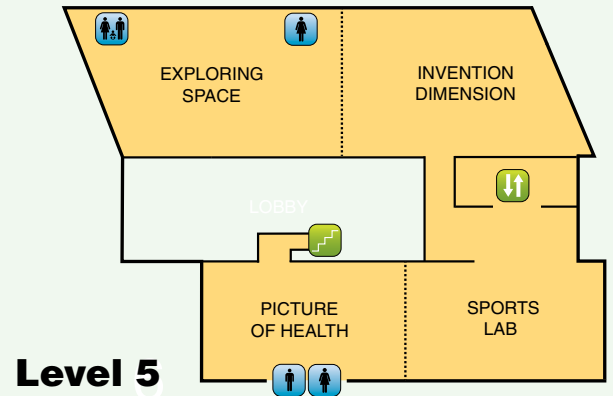 EXPLORING
SPACE
INVENTION
DIMENSION
LOBBY
PICTURE
OF HEALTH
SPORTS
LAB
Level 5